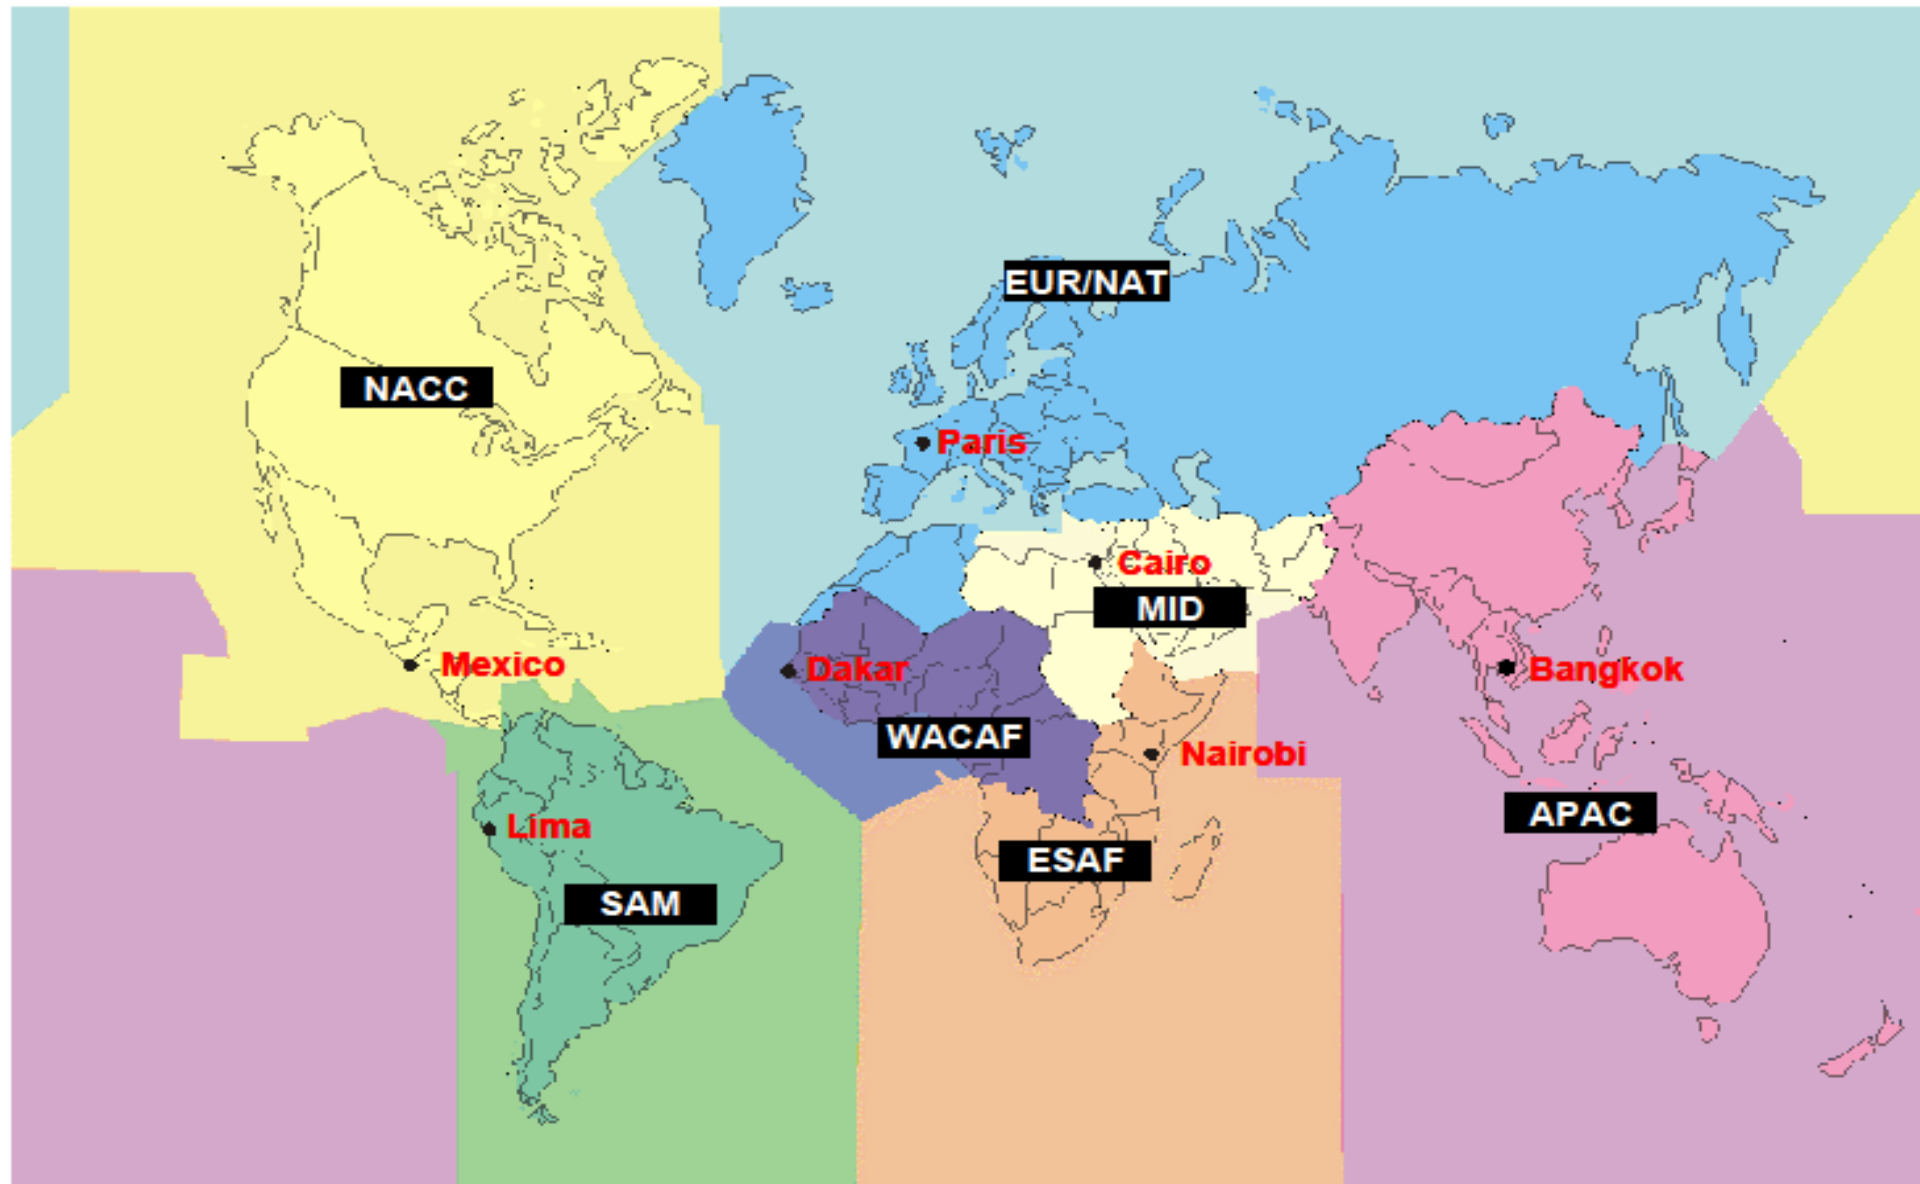 EUR/NAT
NACC
Paris
Cairo
MID
Mexico
Dakar
Bangkok
WACAF
Nairobi
APAC
Lima
ESAF
SAM